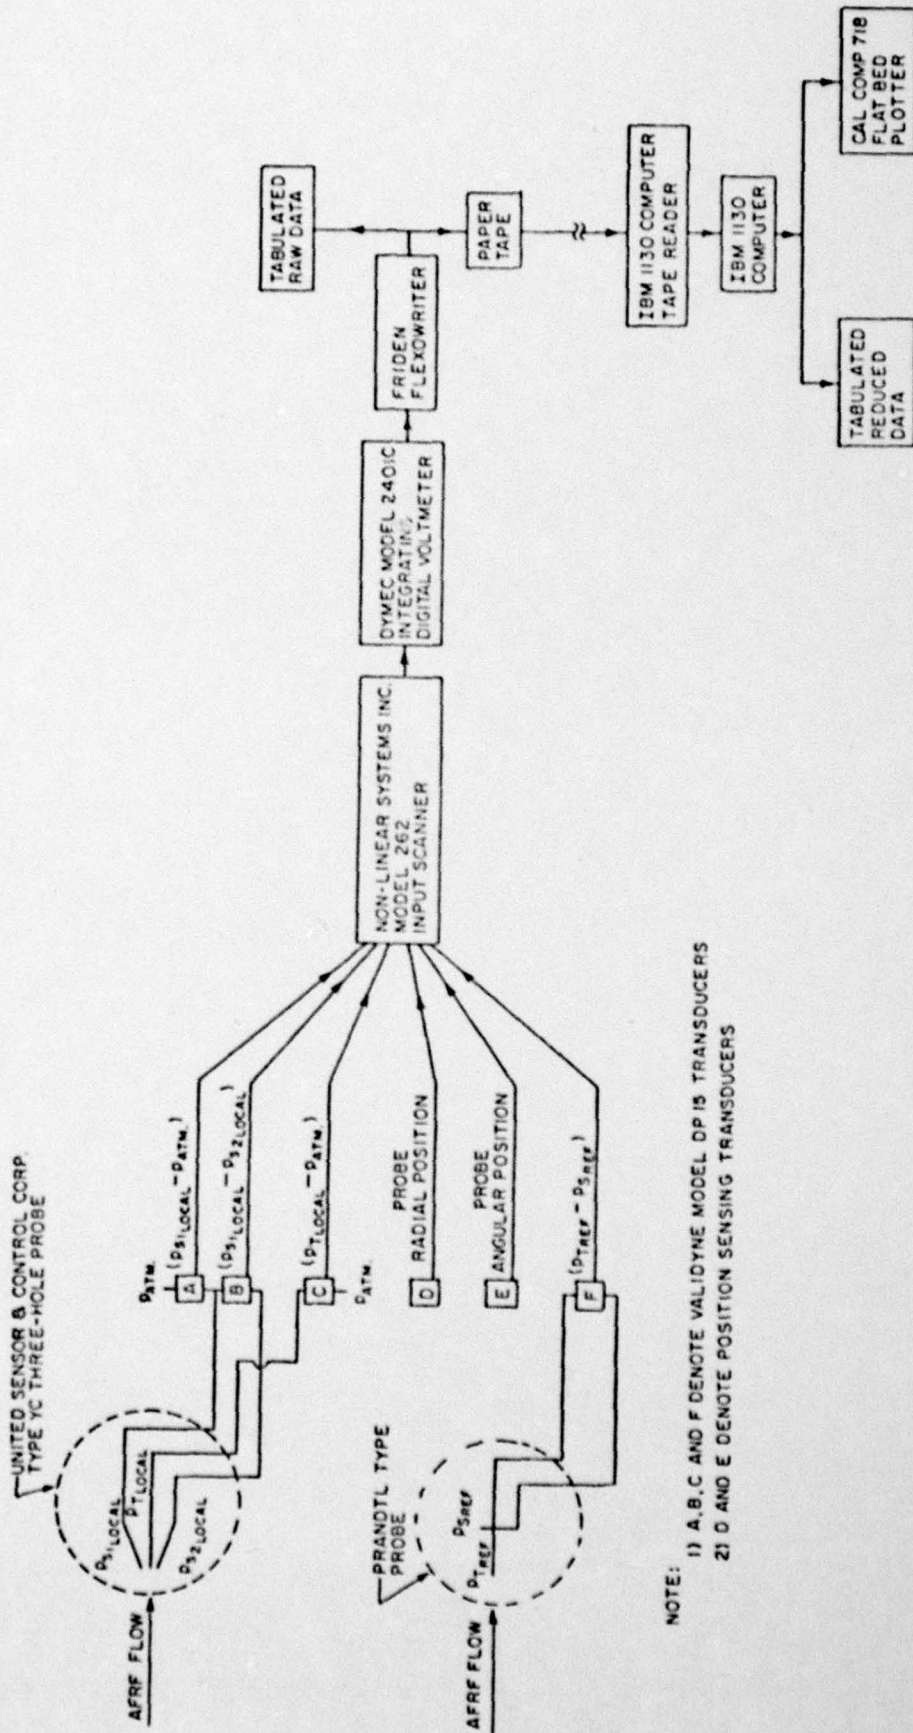 UNITED SENSOR & CONTROL CORP.
TYPE YC THREE-HOLE PROBE
AFRF FLOW
PS1LOCAL
PTLOCAL
PS2LOCAL
PATM.
A
(PS1LOCAL-PATM.)
B
(PS1LOCAL-PS2LOCAL)
C
(PTLOCAL-PATM.)
PATM.
D
PROBE
RADIAL POSITION
E
PROBE
ANGULAR POSITION
PRANDTL TYPE
PROBE
AFRF FLOW
PTREF
PSREF
F
(PTREF-PSREF)
NON-LINEAR SYSTEMS INC.
MODEL 262
INPUT SCANNER
DYMEC MODEL 2401C
INTEGRATING
DIGITAL VOLTMETER
FRIDEN
FLEXOWRITER
TABULATED
RAW DATA
PAPER
TAPE
IBM 1130 COMPUTER
TAPE READER
IBM 1130
COMPUTER
TABULATED
REDUCED
DATA
CAL COMP 718
FLAT BED
PLOTTER
NOTE:
1) A,B,C AND F DENOTE VALIDYNE MODEL DP15 TRANSDUCERS
2) D AND E DENOTE POSITION SENSING TRANSDUCERS